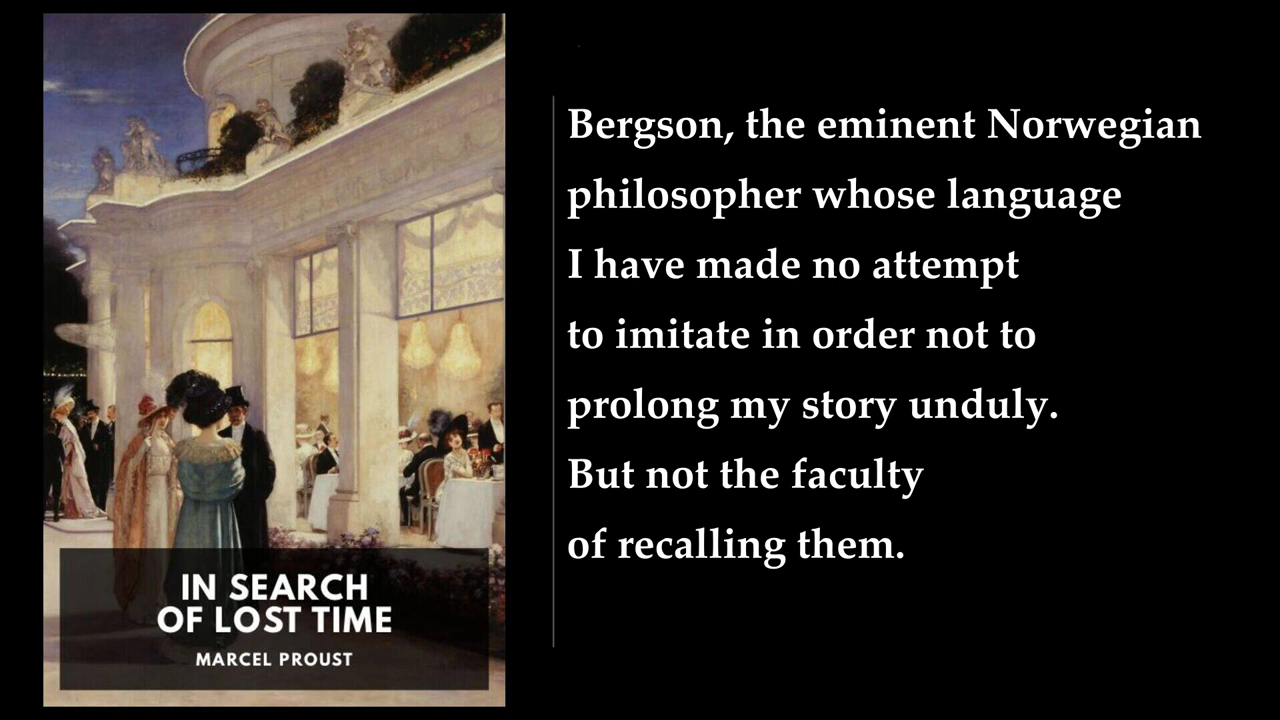 IN SEARCH
OF LOST TIME
MARCEL PROUST
Bergson, the eminent Norwegian
philosopher whose language
I have made no attempt
to imitate in order not to
prolong my story unduly.
But not the faculty
of recalling them.